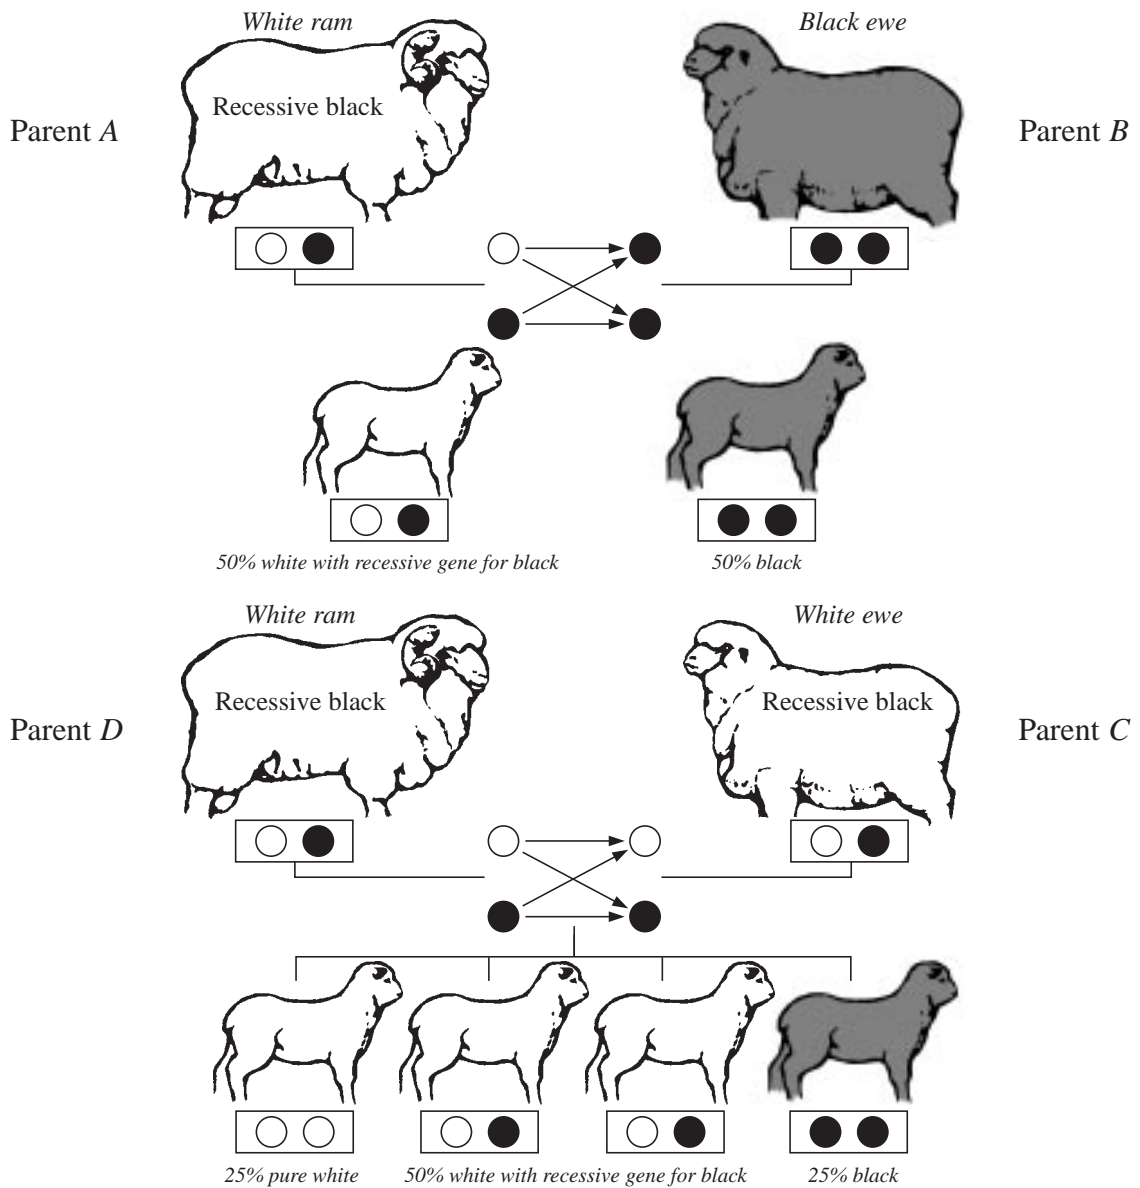 White ram
Black ewe
Recessive black
Parent A
Parent B
50% white with recessive gene for black
50% black
White ram
White ewe
Recessive black
Recessive black
Parent D
Parent C
25% pure white
50% white with recessive gene for black
25% black